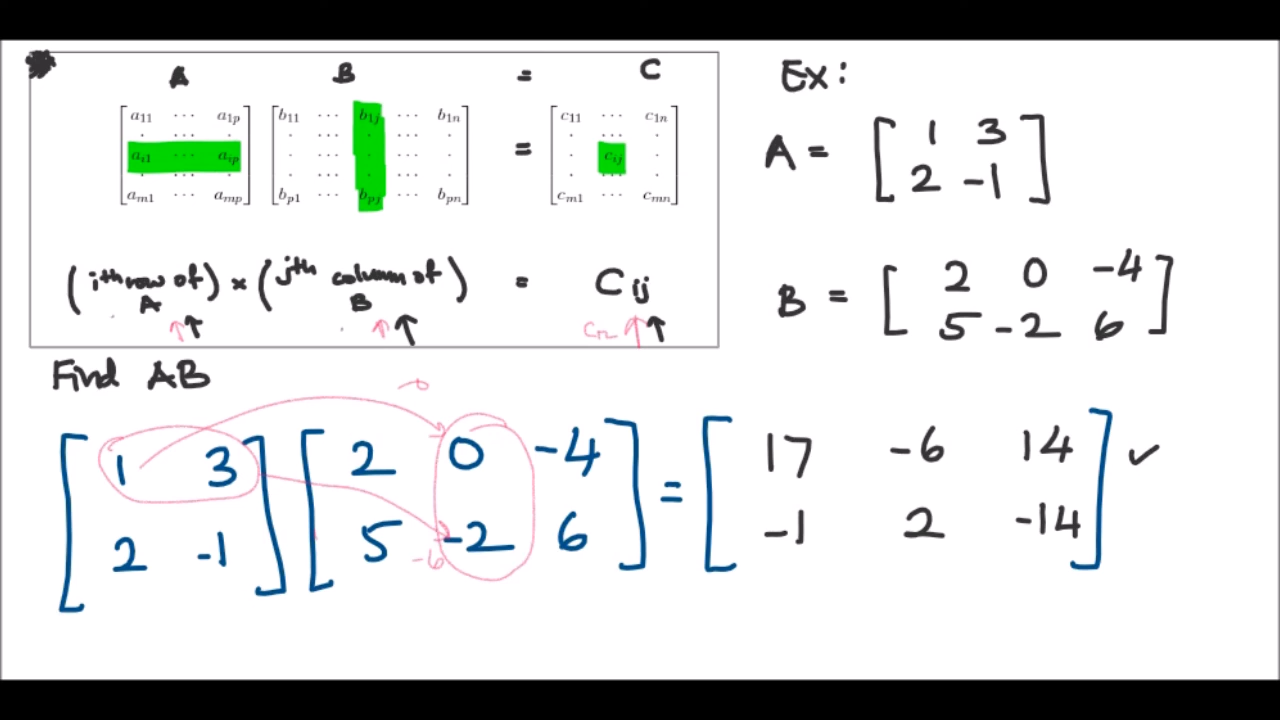 A B = C
[ a11 ⋯ a1p ] [ b11 ⋯ b1j ⋯ b1n ] [ c11 ⋯ c1n ]
[ ai1 ⋯ aip ] = [ cij ]
[ am1 ⋯ amp ] [ bp1 ⋯ bpj ⋯ bpn ] [ cm1 ⋯ cmn ]
(ith row of A) × (jth column of B) = Cij
Find AB
[ 1 3 ] [ 2 0 -4 ] = [ 17 -6 14 ] ✓
[ 2 -1 ] [ 5 -2 6 ] [ -1 2 -14 ]
0
-6
Ex:
A = [ 1 3 ]
[ 2 -1 ]
B = [ 2 0 -4 ]
[ 5 -2 6 ]